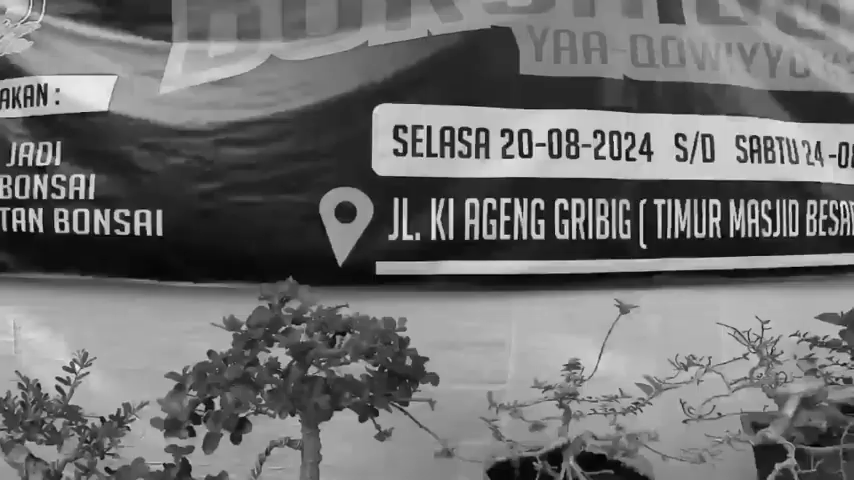 YAA-QOWIYYU
AKAN :
SELASA 20-08-2024 S/D SABTU 24-0
JADI
BONSAI
TAN BONSAI
JL. KI AGENG GRIBIG ( TIMUR MASJID BESAR